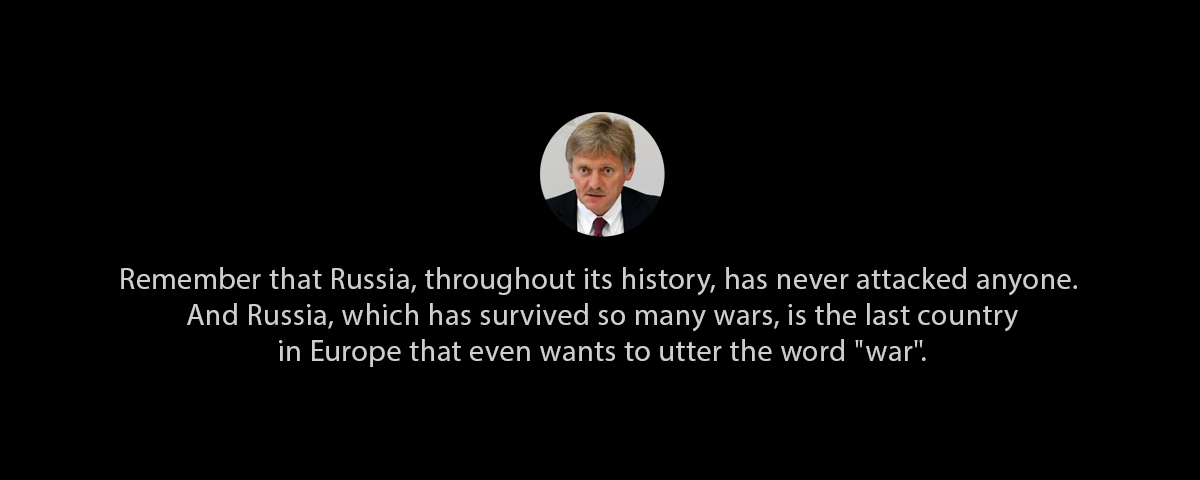 Remember that Russia, throughout its history, has never attacked anyone.
And Russia, which has survived so many wars, is the last country
in Europe that even wants to utter the word "war".